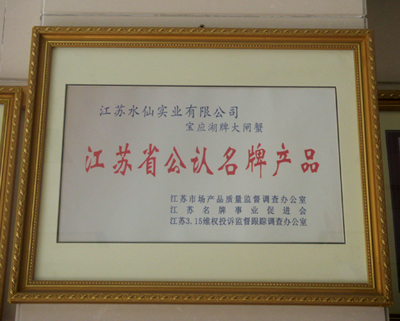 江苏水仙实业有限公司
宝应湖牌大闸蟹
江苏省公认名牌产品
江苏市场产品质量监督调查办公室
江苏名牌事业促进会
江苏3.15维权投诉监督跟踪调查办公室